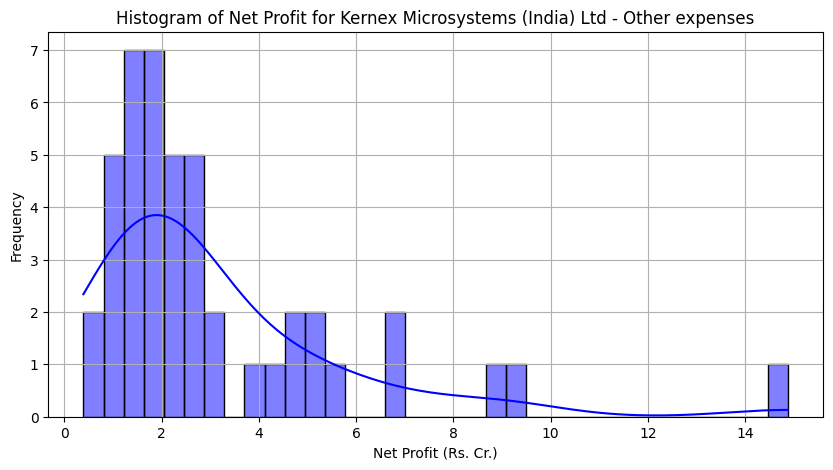 Histogram of Net Profit for Kernex Microsystems (India) Ltd - Other expenses
Frequency
7
6
5
4
3
2
1
0
0 2 4 6 8 10 12 14
Net Profit (Rs. Cr.)